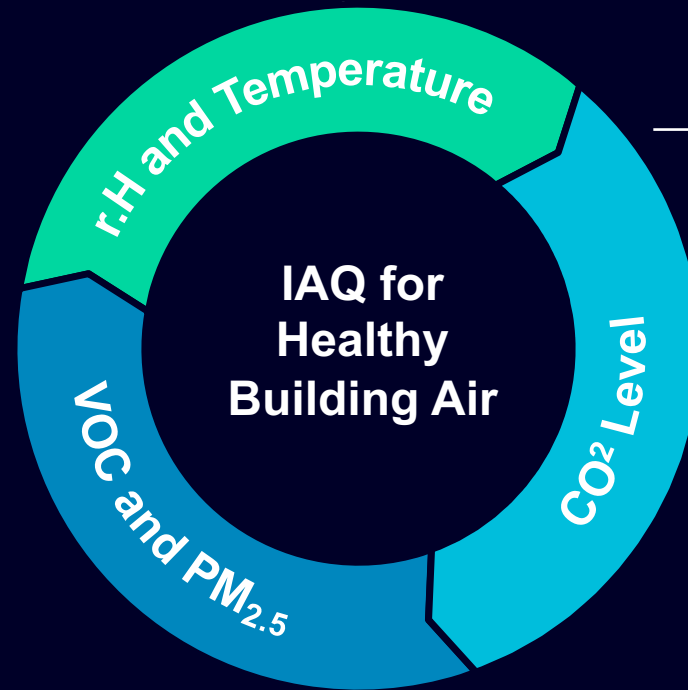 r.H and Temperature
IAQ for
Healthy
Building Air
CO² Level
VOC and PM₂.₅